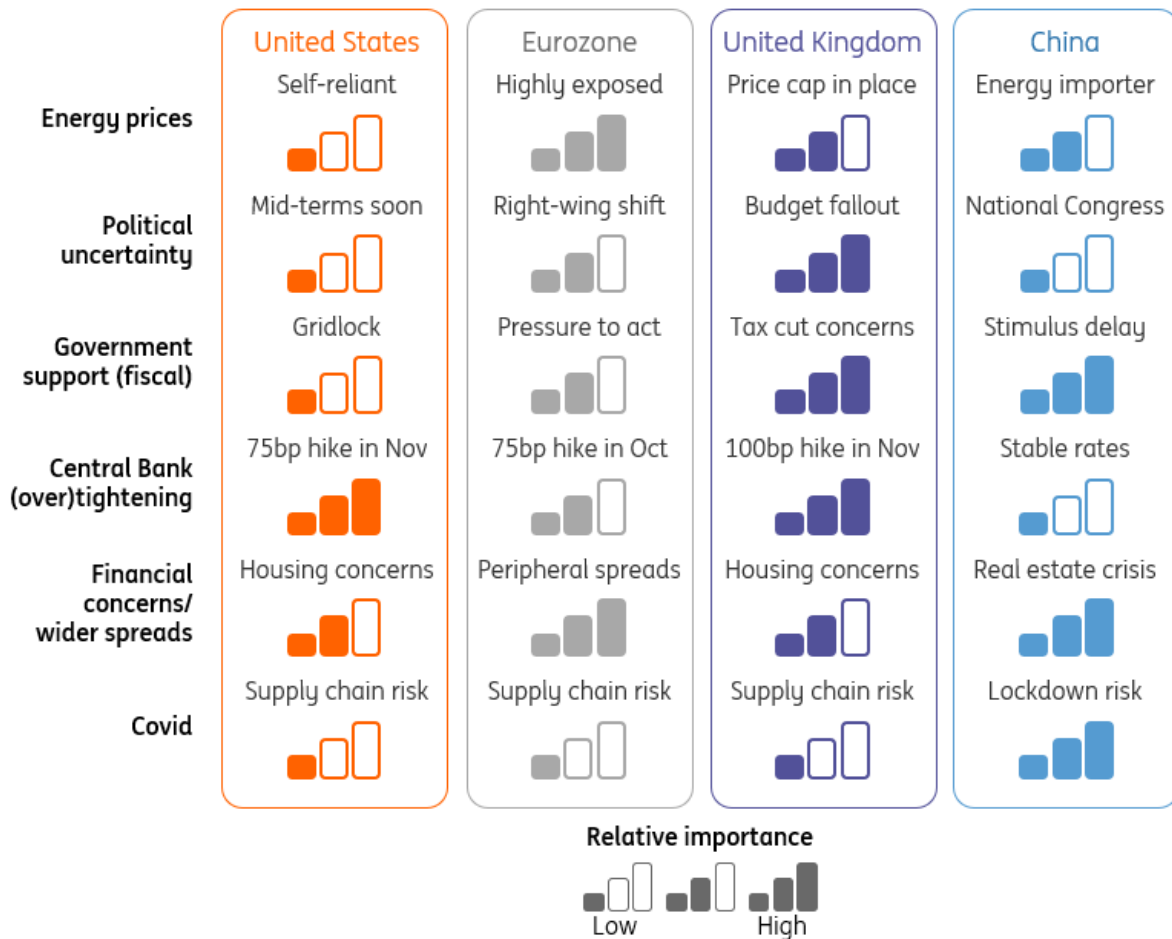 United States Eurozone United Kingdom China
Self-reliant Highly exposed Price cap in place Energy importer
Energy prices
Mid-terms soon Right-wing shift Budget fallout National Congress
Political
uncertainty
Gridlock Pressure to act Tax cut concerns Stimulus delay
Government
support (fiscal)
75bp hike in Nov 75bp hike in Oct 100bp hike in Nov Stable rates
Central Bank
(over)tightening
Housing concerns Peripheral spreads Housing concerns Real estate crisis
Financial
concerns/
wider spreads
Supply chain risk Supply chain risk Supply chain risk Lockdown risk
Covid
Relative importance
Low High